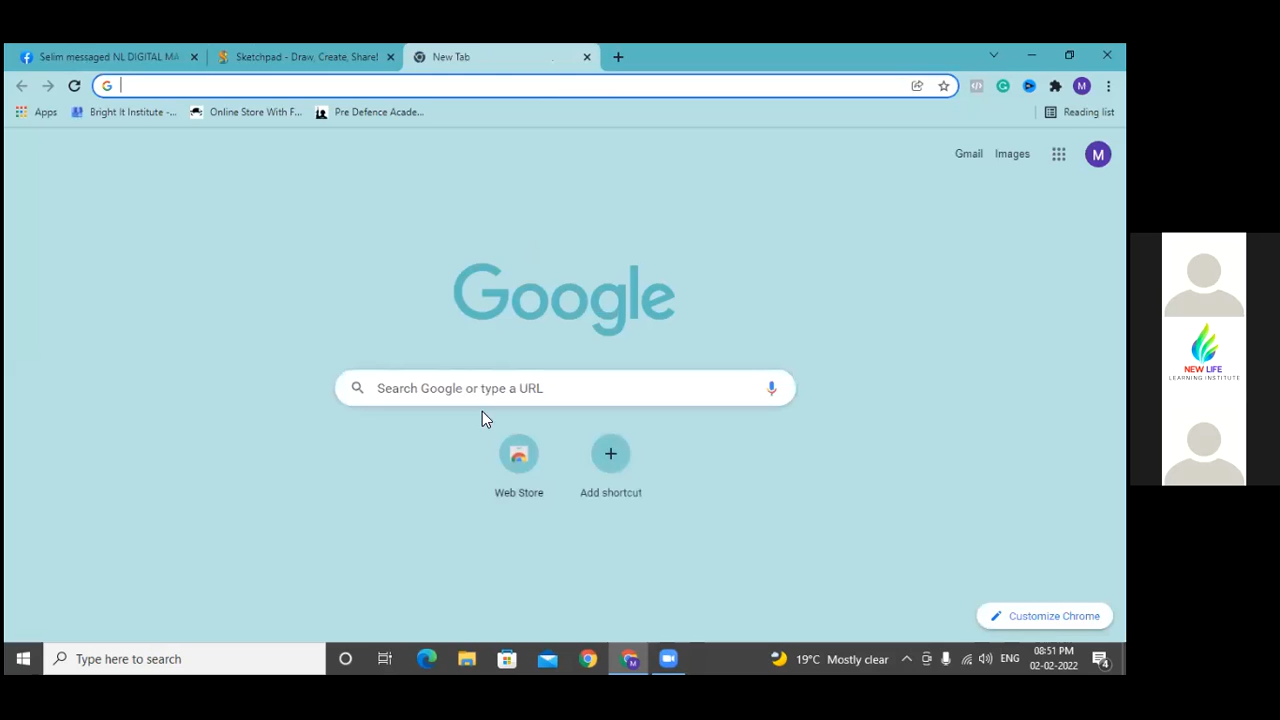 Selim messaged NL DIGITAL MA
Sketchpad - Draw, Create, Share!
New Tab
Apps
Bright It Institute -...
Online Store With F...
Pre Defence Acade...
Reading list
Gmail
Images
M
Google
Search Google or type a URL
Web Store
Add shortcut
NEW LIFE
LEARNING INSTITUTE
Customize Chrome
Type here to search
19°C Mostly clear
ENG
08:51 PM
02-02-2022
4